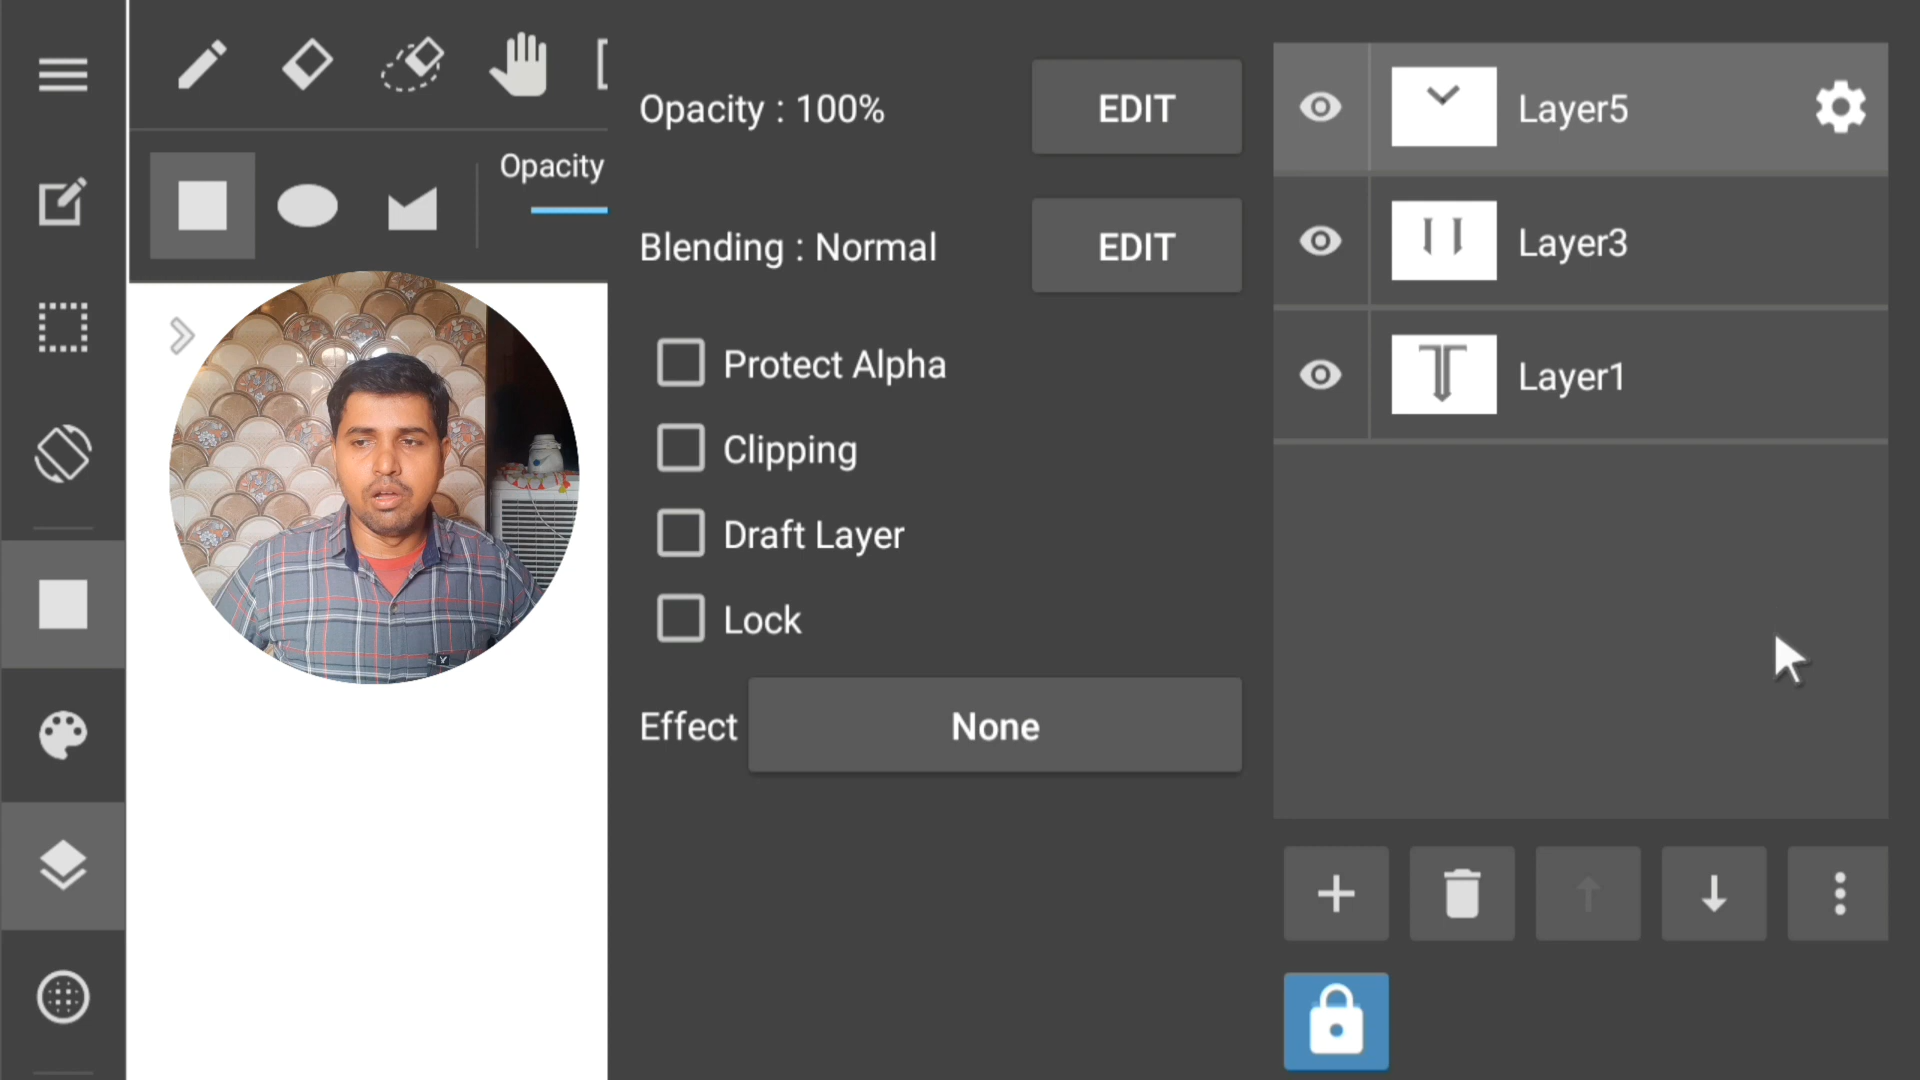 Opacity
Opacity : 100%
EDIT
Blending : Normal
EDIT
Protect Alpha
Clipping
Draft Layer
Lock
Effect
None
Layer5
Layer3
Layer1